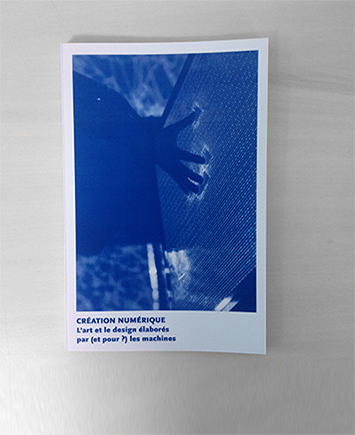 CRÉATION NUMÉRIQUE
L'art et le design élaborés
par (et pour ?) les machines